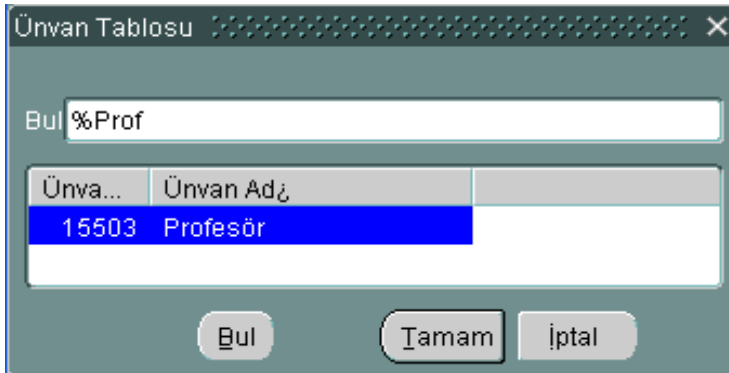 Ünvan Tablosu
Bul %Prof
Ünva... Ünvan Ad¿
15503 Profesör
Bul Tamam İptal